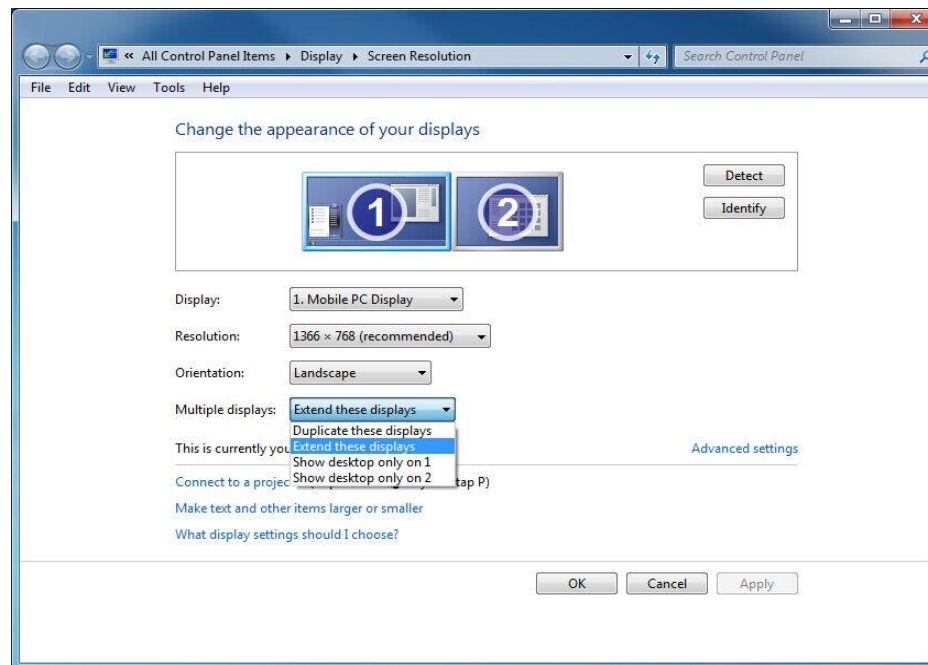 « All Control Panel Items ▸ Display ▸ Screen Resolution Search Control Panel
File Edit View Tools Help
Change the appearance of your displays
1 2
Detect
Identify
Display: 1. Mobile PC Display
Resolution: 1366 × 768 (recommended)
Orientation: Landscape
Multiple displays: Extend these displays
Duplicate these displays
Extend these displays
Show desktop only on 1
Show desktop only on 2
This is currently Advanced settings
Connect to a tap P)
Make text and other items larger or smaller
What display settings should I choose?
OK Cancel Apply